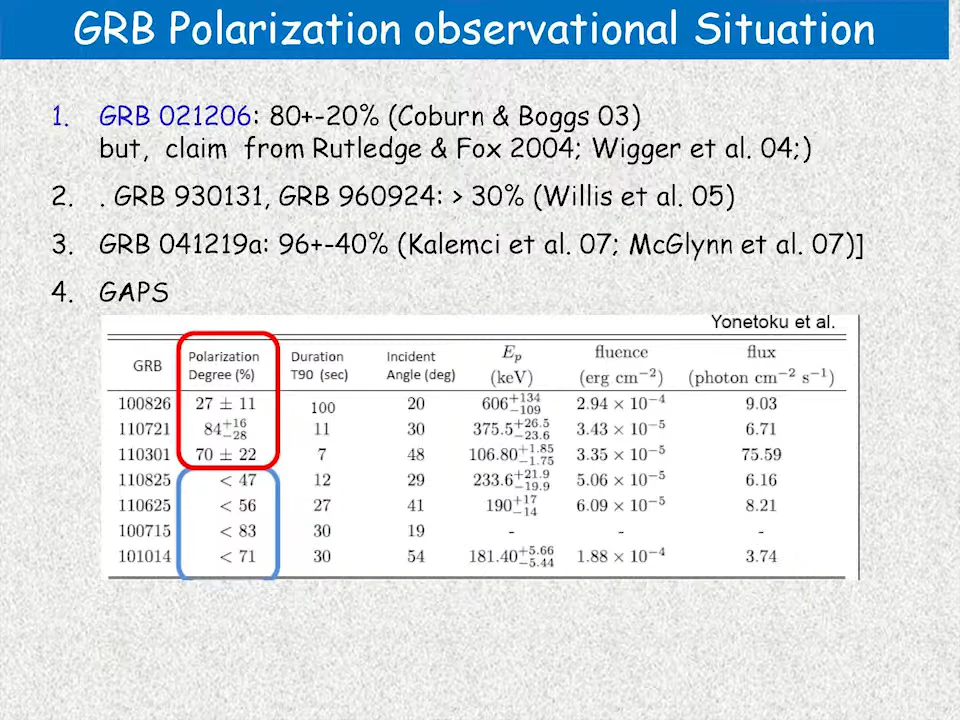 GRB Polarization observational Situation
1. GRB 021206: 80+-20% (Coburn & Boggs 03)
but, claim from Rutledge & Fox 2004; Wigger et al. 04;)
2. . GRB 930131, GRB 960924: > 30% (Willis et al. 05)
3. GRB 041219a: 96+-40% (Kalemci et al. 07; McGlynn et al. 07)]
4. GAPS
Yonetoku et al.
GRB Polarization Degree (%) Duration T90 (sec) Incident Angle (deg) Eₚ (keV) fluence (erg cm⁻²) flux (photon cm⁻² s⁻¹)
100826 27 ± 11 100 20 606+134−109 2.94 × 10⁻⁴ 9.03
110721 84+16−28 11 30 375.5+26.5−23.6 3.43 × 10⁻⁵ 6.71
110301 70 ± 22 7 48 106.80+1.85−1.75 3.35 × 10⁻⁵ 75.59
110825 < 47 12 29 233.6+21.9−19.9 5.06 × 10⁻⁵ 6.16
110625 < 56 27 41 190+17−14 6.09 × 10⁻⁵ 8.21
100715 < 83 30 19 - - -
101014 < 71 30 54 181.40+5.66−5.44 1.88 × 10⁻⁴ 3.74